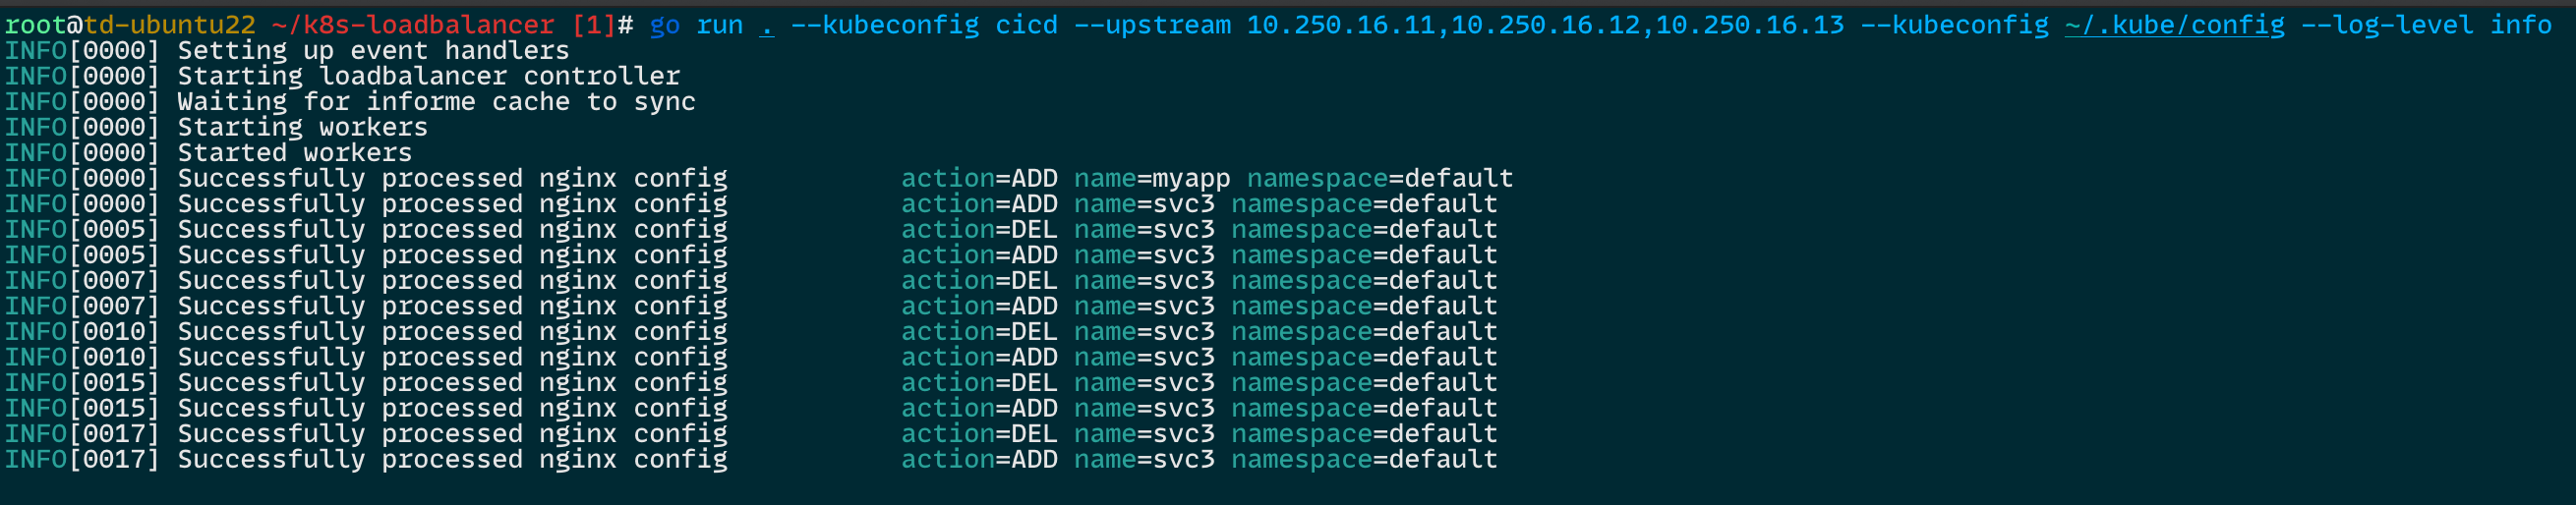 root@td-ubuntu22 ~/k8s-loadbalancer [1]# go run . --kubeconfig cicd --upstream 10.250.16.11,10.250.16.12,10.250.16.13 --kubeconfig ~/.kube/config --log-level info
INFO[0000] Setting up event handlers
INFO[0000] Starting loadbalancer controller
INFO[0000] Waiting for informe cache to sync
INFO[0000] Starting workers
INFO[0000] Started workers
INFO[0000] Successfully processed nginx config           action=ADD name=myapp namespace=default
INFO[0000] Successfully processed nginx config           action=ADD name=svc3 namespace=default
INFO[0005] Successfully processed nginx config           action=DEL name=svc3 namespace=default
INFO[0005] Successfully processed nginx config           action=ADD name=svc3 namespace=default
INFO[0007] Successfully processed nginx config           action=DEL name=svc3 namespace=default
INFO[0007] Successfully processed nginx config           action=ADD name=svc3 namespace=default
INFO[0010] Successfully processed nginx config           action=DEL name=svc3 namespace=default
INFO[0010] Successfully processed nginx config           action=ADD name=svc3 namespace=default
INFO[0015] Successfully processed nginx config           action=DEL name=svc3 namespace=default
INFO[0015] Successfully processed nginx config           action=ADD name=svc3 namespace=default
INFO[0017] Successfully processed nginx config           action=DEL name=svc3 namespace=default
INFO[0017] Successfully processed nginx config           action=ADD name=svc3 namespace=default